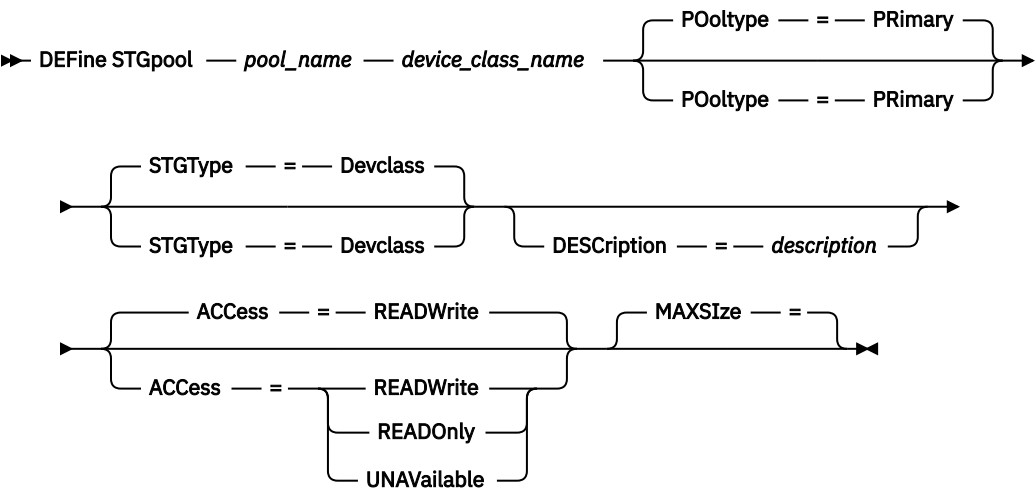 POoltype = PRimary
DEFine STGpool pool_name device_class_name
POoltype = PRimary
STGType = Devclass
STGType = Devclass
DESCription = description
ACCess = READWrite MAXSIze =
ACCess = READWrite
READOnly
UNAVailable